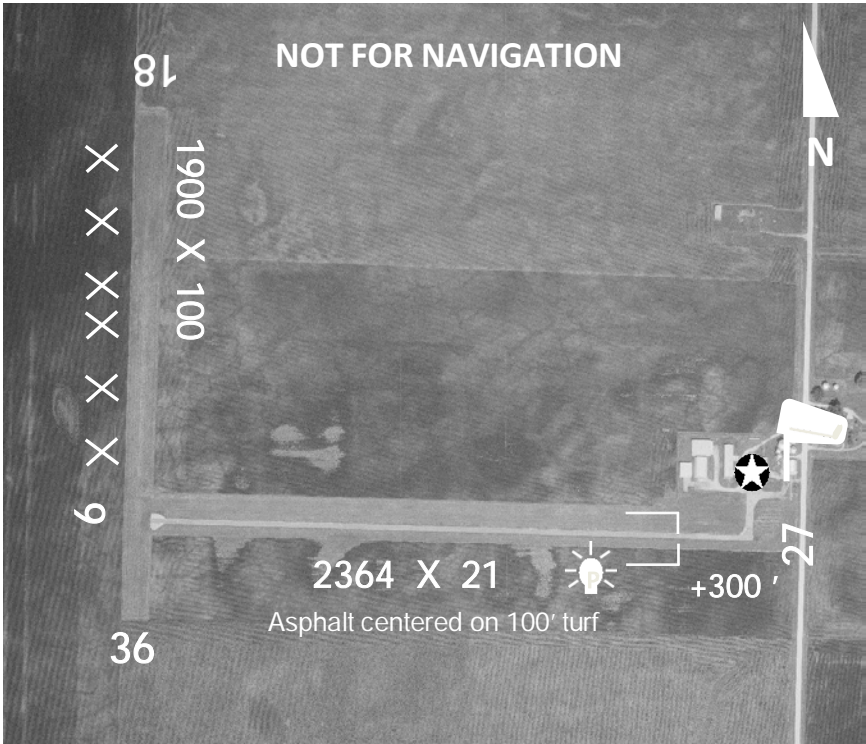 NOT FOR NAVIGATION
18
N
1900 X 100
9
27
2364 X 21
P
+300 '
Asphalt centered on 100' turf
36